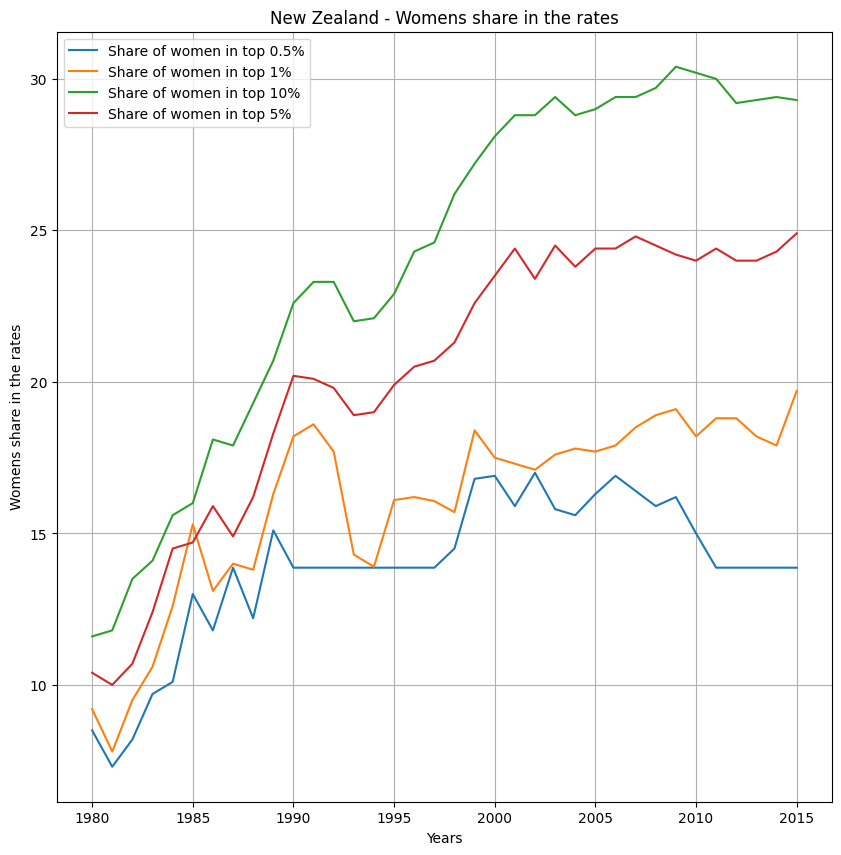 New Zealand - Womens share in the rates
Share of women in top 0.5%
Share of women in top 1%
Share of women in top 10%
Share of women in top 5%
30
25
20
15
10
Womens share in the rates
1980 1985 1990 1995 2000 2005 2010 2015
Years